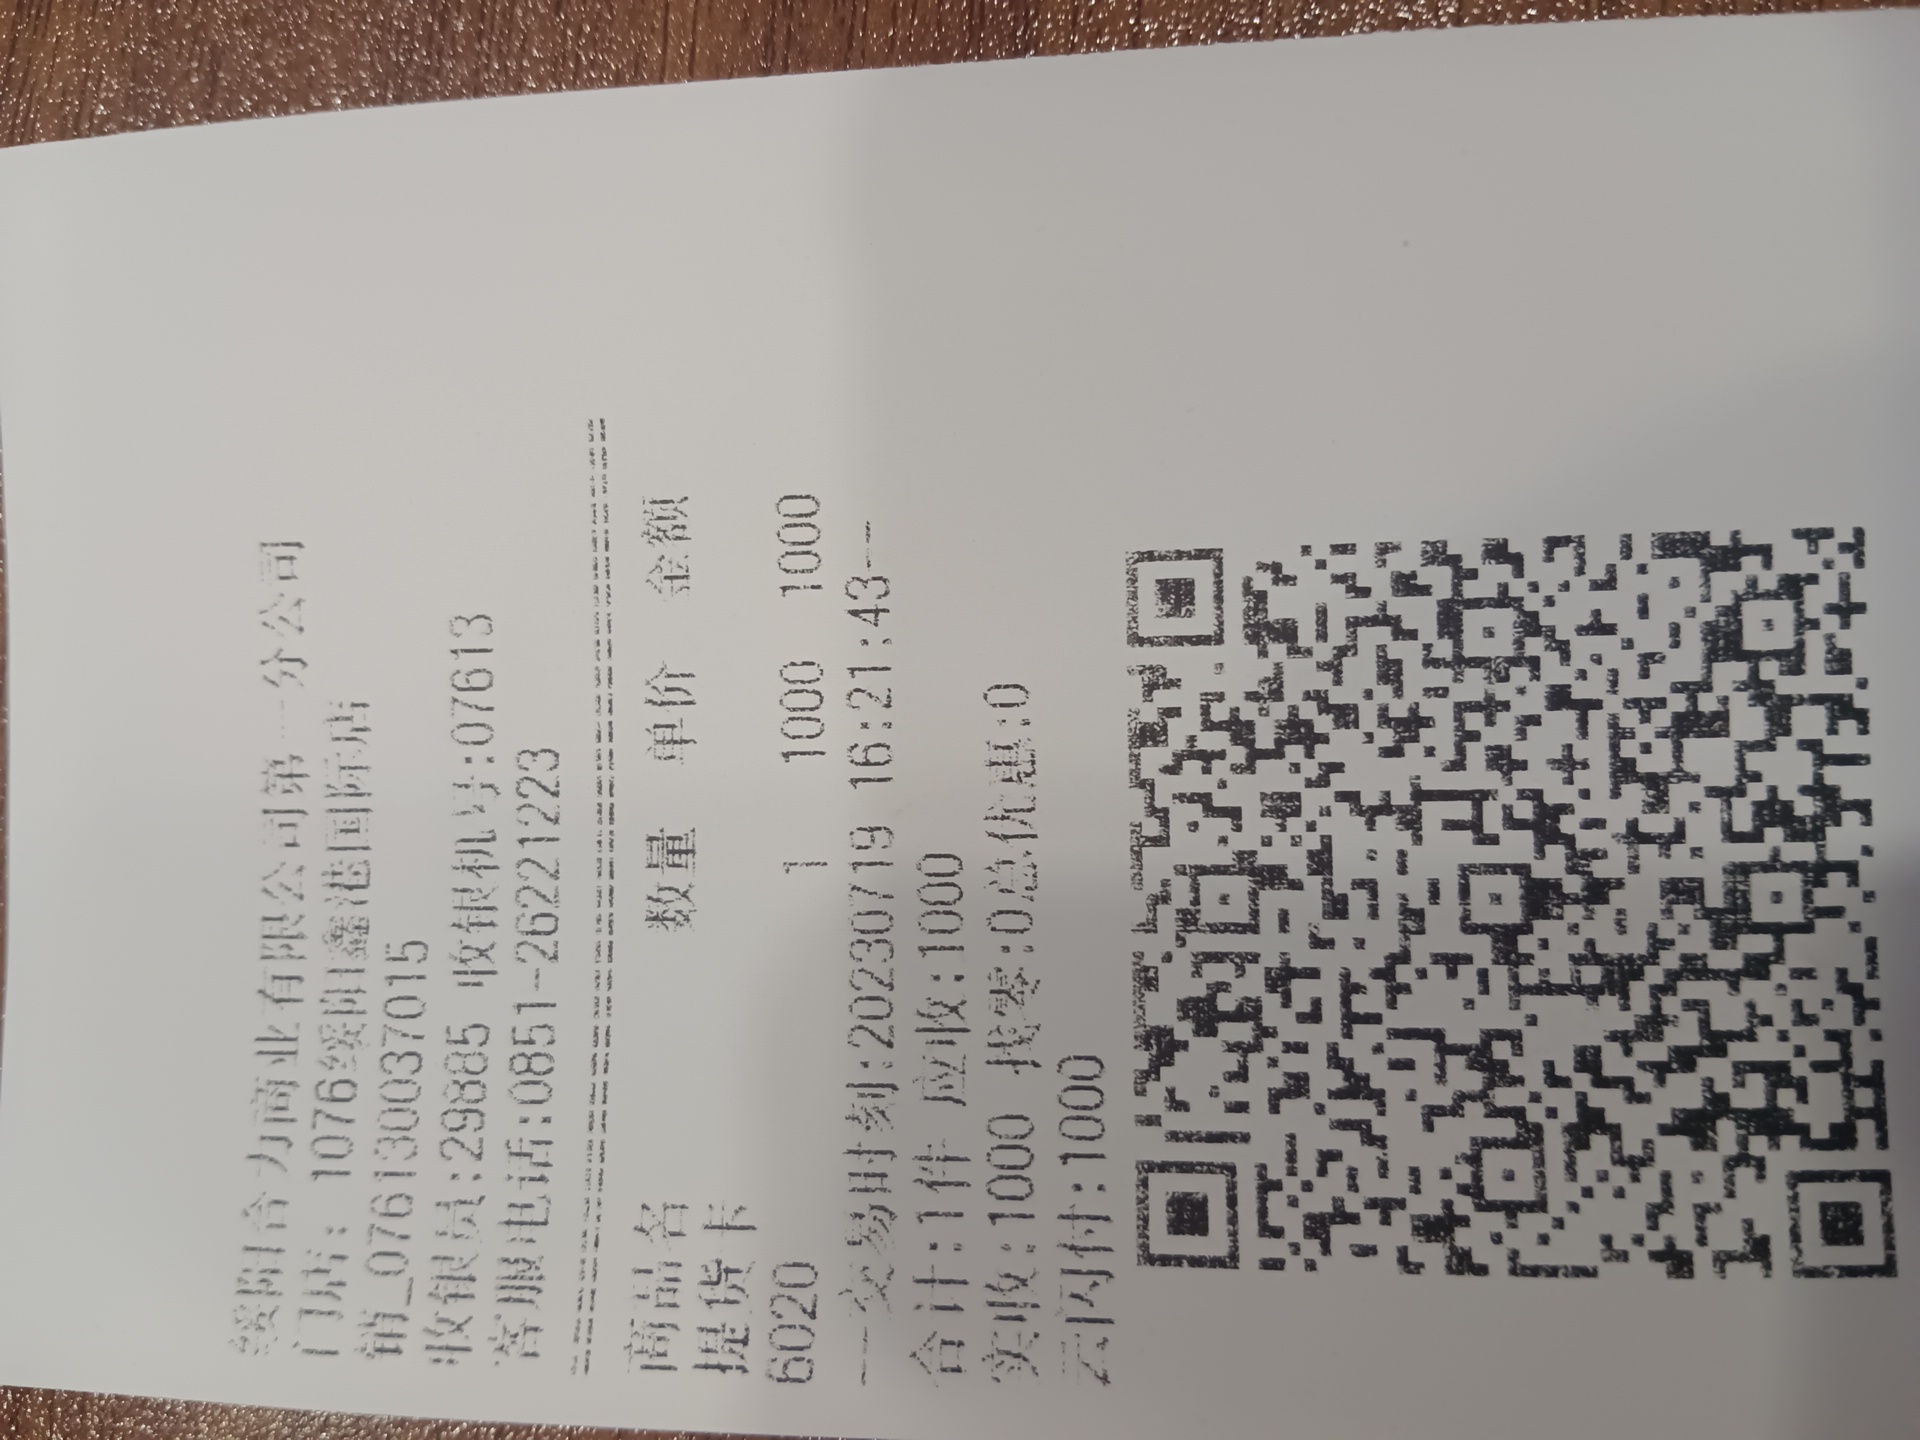 绥阳合力商业有限公司第一分公司
门店: 1076绥阳鑫港国际店
销_076130037015
收银员:29885 收银机号:07613
客服电话:0851-26221223
商品名 数量 单价 金额
提货卡
6020 1 1000 1000
--交易时刻:20230719 16:21:43--
合计:1件 应收:1000
实收:1000 找零:0总优惠:0
云闪付:1000